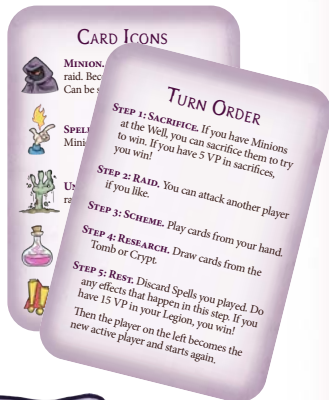 Card Icons
Minion.
raid.
Can be
Spell
Mini
Turn Order
Step 1: Sacrifice. If you have Minions
at the Well, you can sacrifice them to try
to win. If you have 5 VP in sacrifices,
you win!
Step 2: Raid. You can attack another player
if you like.
Step 3: Scheme. Play cards from your hand.
Step 4: Research. Draw cards from the
Tomb or Crypt.
Step 5: Rest. Discard Spells you played. Do
any effects that happen in this step. If you
have 15 VP in your Legion, you win!
Then the player on the left becomes the
new active player and starts again.